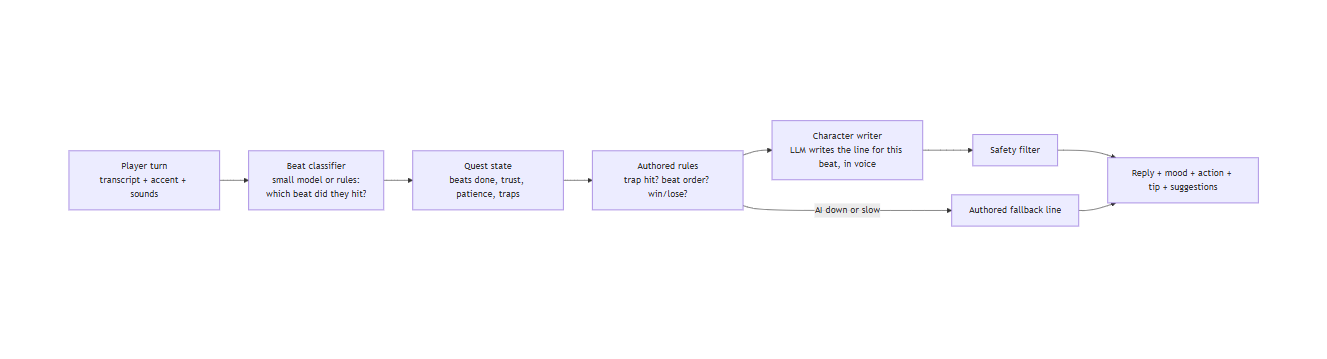 Player turn
transcript + accent +
sounds
Beat classifier
small model or rules:
which beat did they hit?
Quest state
beats done, trust,
patience, traps
Authored rules
trap hit? beat order?
win/lose?
Character writer
LLM writes the line for this
beat, in voice
Safety filter
AI down or slow
Authored fallback line
Reply + mood + action +
tip + suggestions